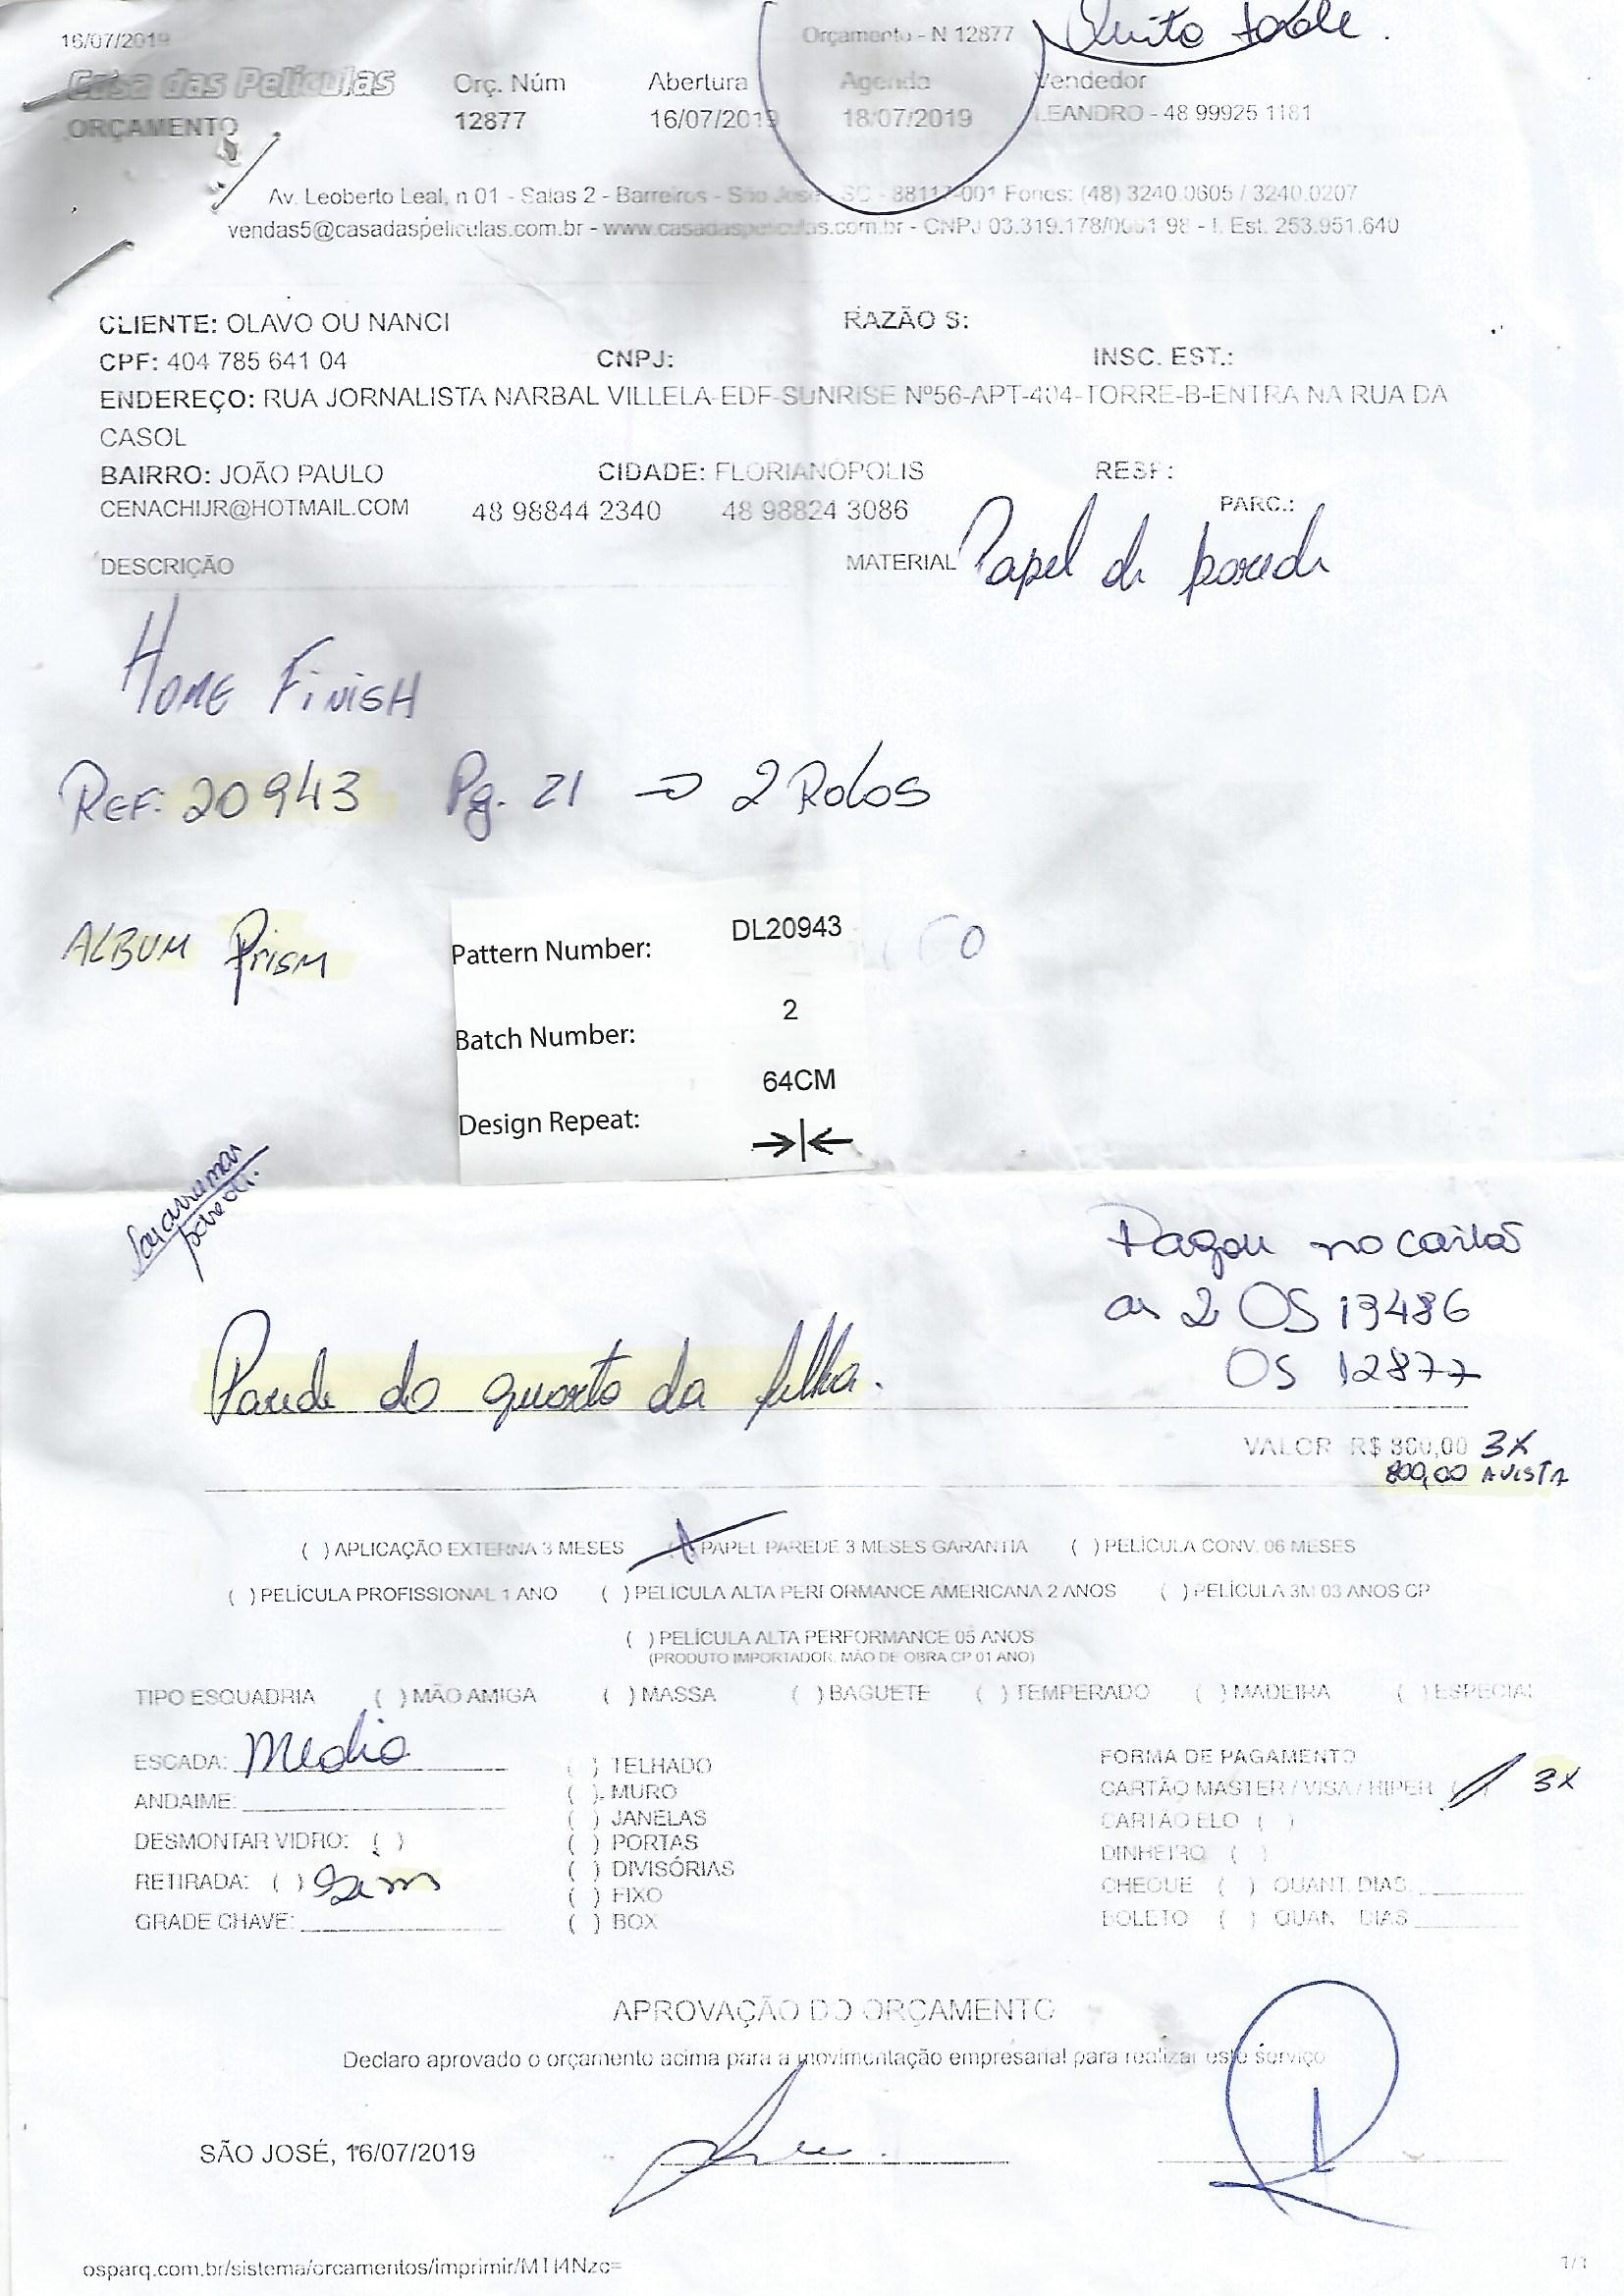 16/07/2019 Orçamento - N 12877
Casa das Películas Orç. Núm Abertura Agenda Vendedor
ORÇAMENTO 12877 16/07/2019 18/07/2019 LEANDRO - 48 99925 1181
Av. Leoberto Leal, n 01 - Salas 2 - Barreiros - São José - SC - 88117-001 Fones: (48) 3240.0605 / 3240.0207
vendas5@casadaspeliculas.com.br - www.casadaspeliculas.com.br - CNPJ 03.319.178/0001-98 - I. Est. 253.951.640
CLIENTE: OLAVO OU NANCI RAZÃO S:
CPF: 404 785 641 04 CNPJ: INSC. EST.:
ENDEREÇO: RUA JORNALISTA NARBAL VILLELA-EDF-SUNRISE Nº56-APT-404-TORRE-B-ENTRA NA RUA DA
CASOL
BAIRRO: JOÃO PAULO CIDADE: FLORIANÓPOLIS RESP:
CENACHIJR@HOTMAIL.COM 48 98844 2340 48 98824 3086 PARC.:
DESCRIÇÃO MATERIAL Papel de parede
HOME FINISH
REF: 20943 Pg. 21 → 2 Rolos
ALBUM Prism
Pattern Number: DL20943
Batch Number: 2
Design Repeat: 64CM
parede.
Pagou no cartão
as 2 OS 13486
OS 12877
Parede do quarto da filha.
VALOR R$ 860,00 3X
800,00 AVISTA
( ) APLICAÇÃO EXTERNA 3 MESES ( ) PAPEL PAREDE 3 MESES GARANTIA ( ) PELÍCULA CONV. 06 MESES
( ) PELÍCULA PROFISSIONAL 1 ANO ( ) PELICULA ALTA PERFORMANCE AMERICANA 2 ANOS ( ) PELÍCULA 3M 03 ANOS CP
( ) PELÍCULA ALTA PERFORMANCE 05 ANOS
(PRODUTO IMPORTADOR. MÃO DE OBRA CP 01 ANO)
TIPO ESQUADRIA ( ) MÃO AMIGA ( ) MASSA ( ) BAGUETE ( ) TEMPERADO ( ) MADEIRA ( ) ESPECIAL
ESCADA: Media
ANDAIME:
DESMONTAR VIDRO: ( )
RETIRADA: ( ) Sem
GRADE CHAVE:
( ) TELHADO
( ) MURO
( ) JANELAS
( ) PORTAS
( ) DIVISÓRIAS
( ) FIXO
( ) BOX
FORMA DE PAGAMENTO
CARTÃO MASTER / VISA / HIPER ( ) 3X
CARTÃO ELO ( )
DINHEIRO ( )
CHEQUE ( ) QUANT. DIAS
BOLETO ( ) QUAN. DIAS
APROVAÇÃO DO ORÇAMENTO
Declaro aprovado o orçamento acima para a movimentação empresarial para realizar este serviço
SÃO JOSÉ, 16/07/2019
osparq.com.br/sistema/orcamentos/imprimir/MTI4Nzc= 1/1